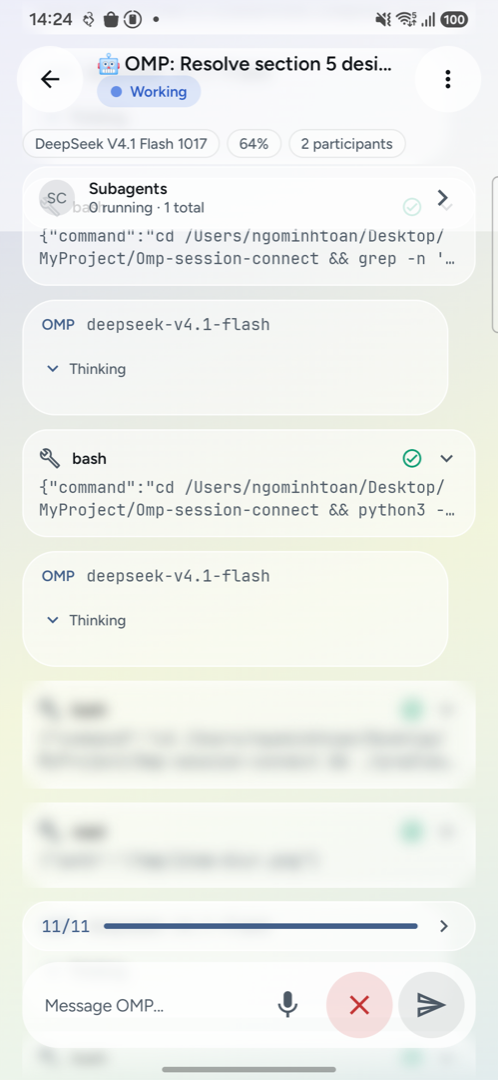 14:24
100
🤖 OMP: Resolve section 5 desi...
Working
DeepSeek V4.1 Flash 1017
64%
2 participants
SC
Subagents
0 running · 1 total
bash
{"command":"cd /Users/ngominhtoan/Desktop/
MyProject/Omp-session-connect && grep -n '…
OMP deepseek-v4.1-flash
Thinking
bash
{"command":"cd /Users/ngominhtoan/Desktop/
MyProject/Omp-session-connect && python3 -…
OMP deepseek-v4.1-flash
Thinking
11/11
Message OMP...